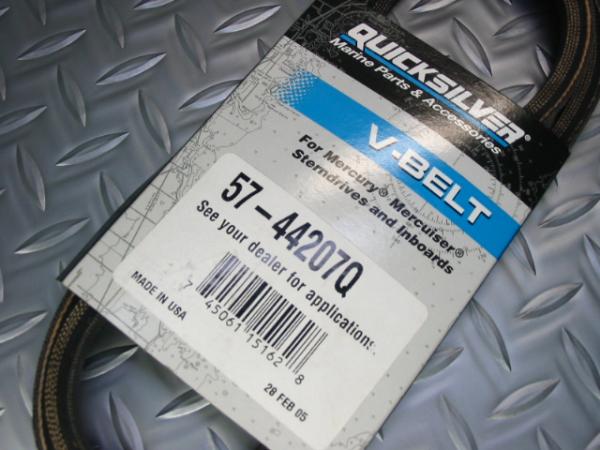 QUICKSILVER®
Marine Parts & Accessories
V-BELT
For Mercury® Mercuiser®
Sterndrives and Inboards
57-44207Q
See your dealer for applications.
MADE IN USA
7 45061 15162 8
28 FEB 05